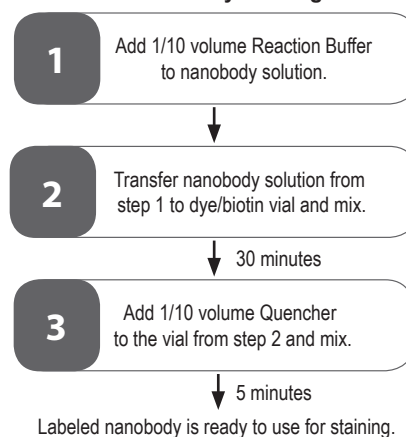 1
Add 1/10 volume Reaction Buffer
to nanobody solution.
2
Transfer nanobody solution from
step 1 to dye/biotin vial and mix.
30 minutes
3
Add 1/10 volume Quencher
to the vial from step 2 and mix.
5 minutes
Labeled nanobody is ready to use for staining.